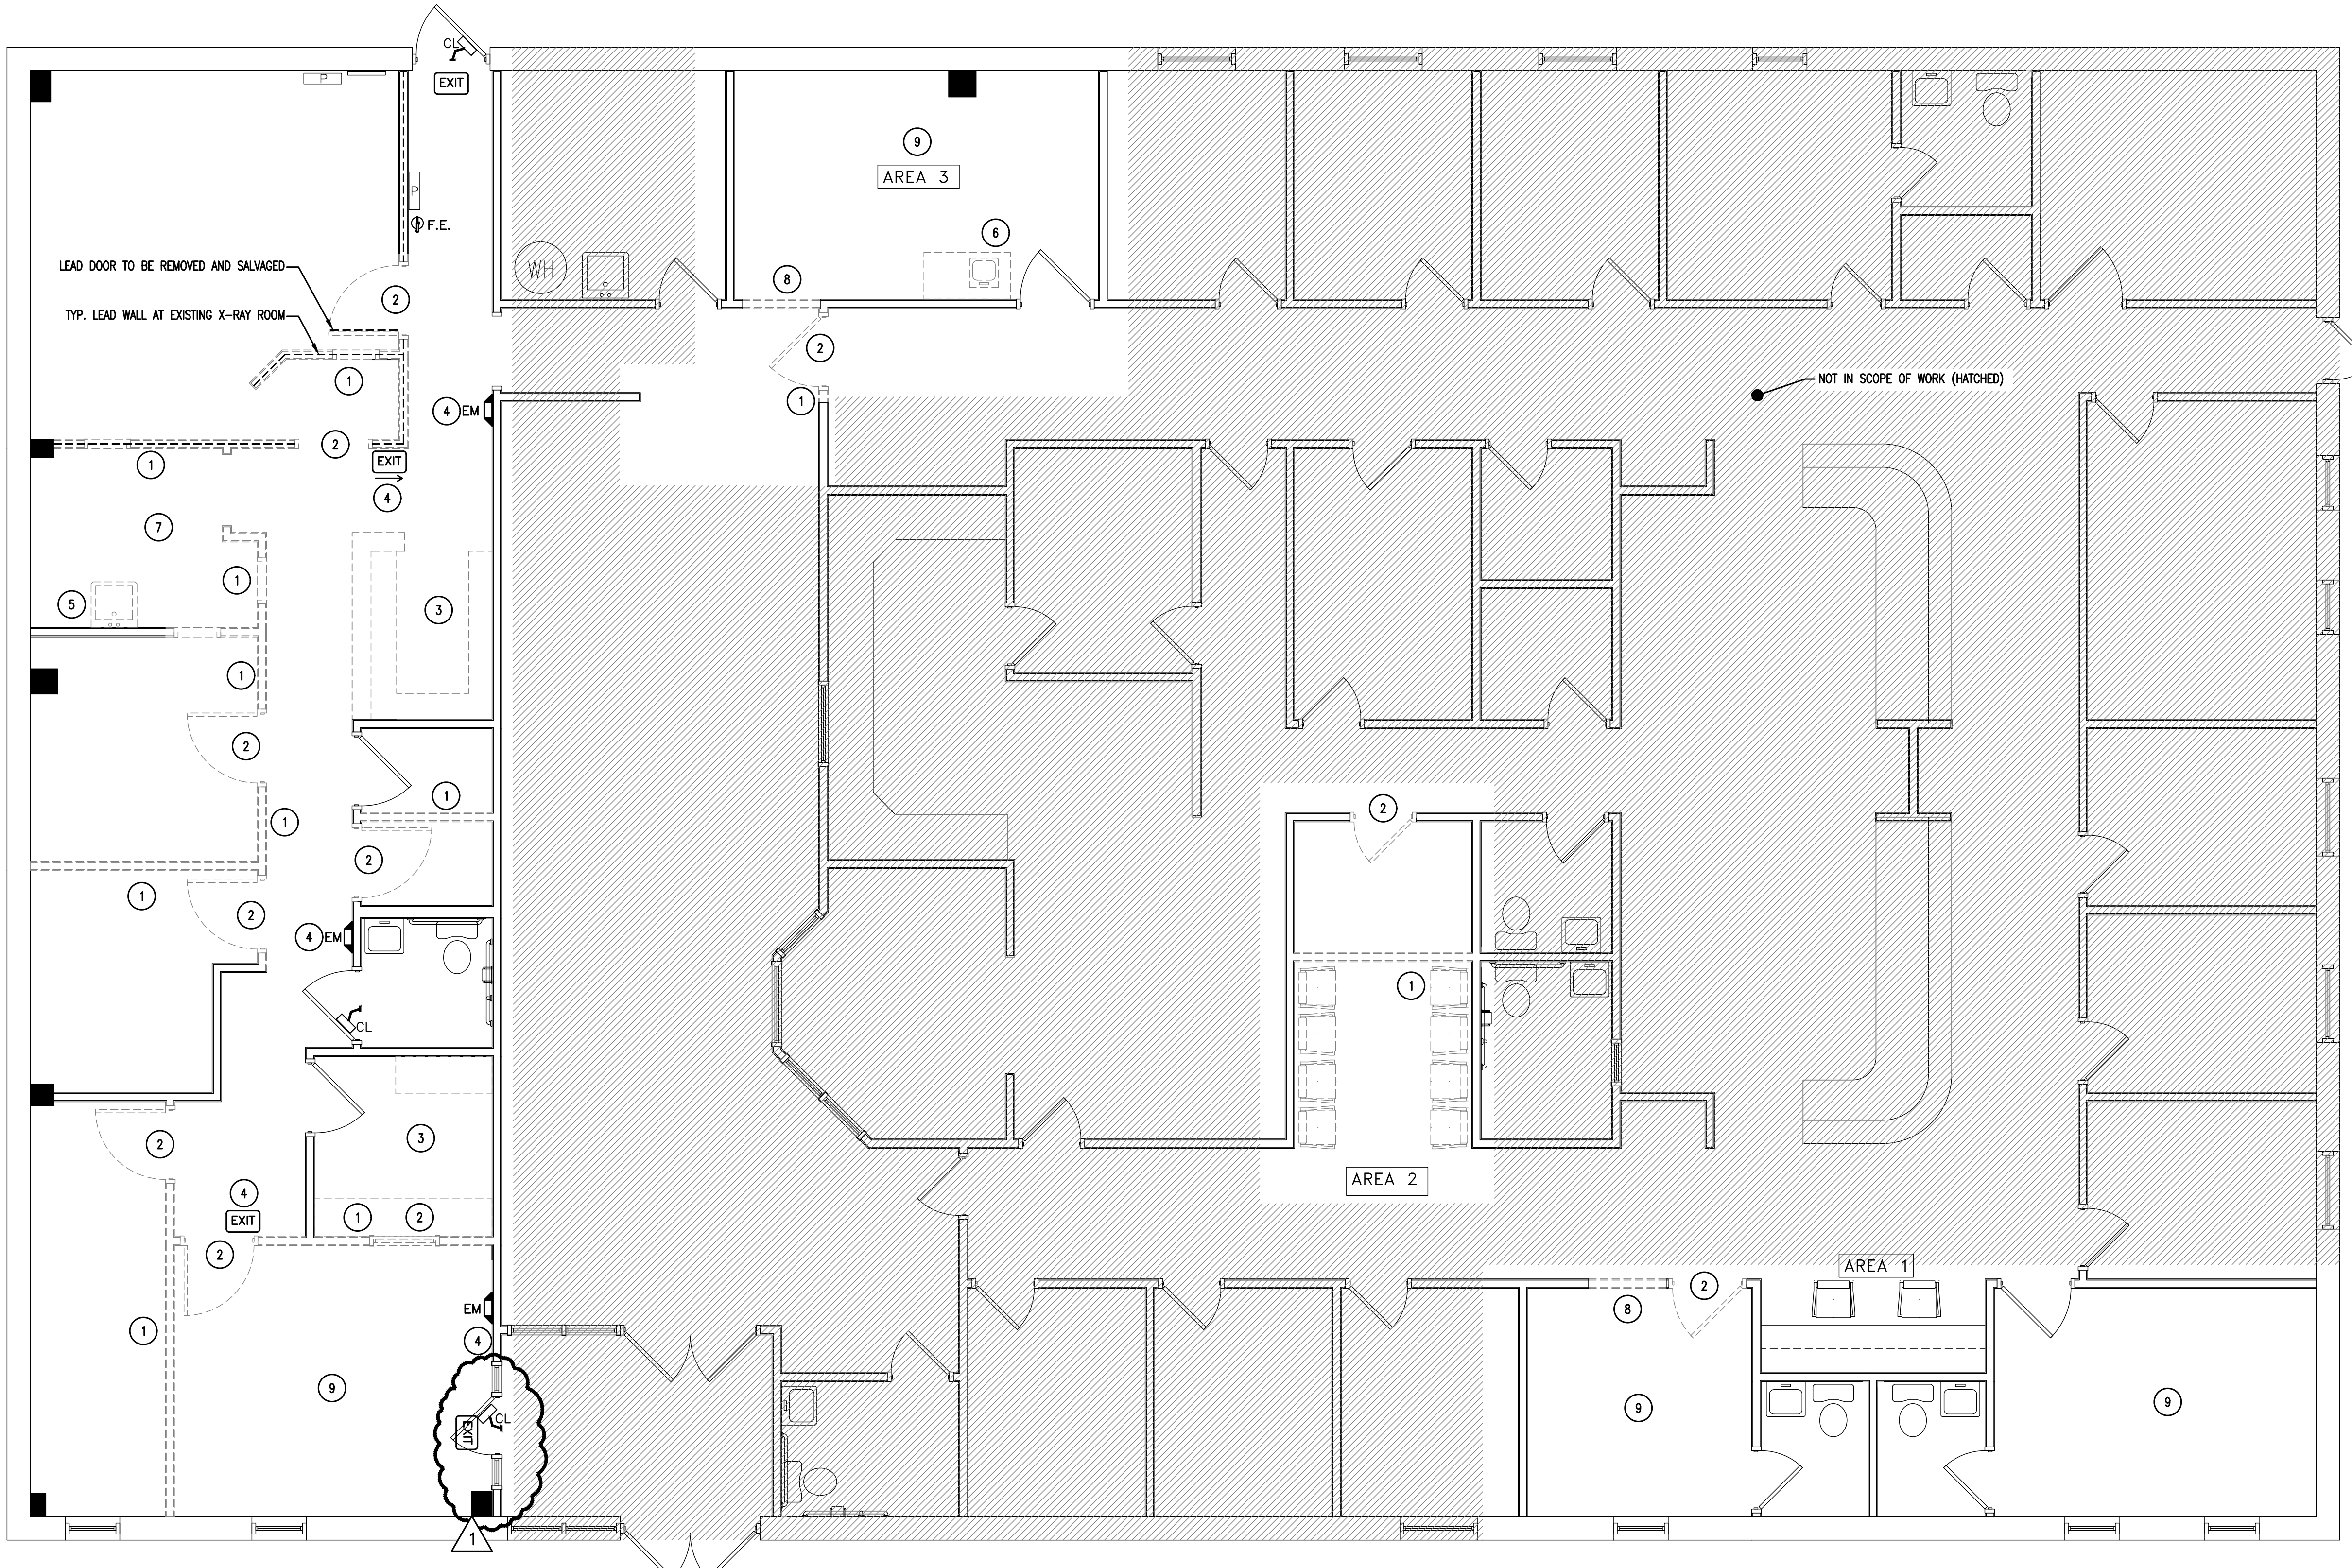 CL
EXIT
P
9
AREA 3
P
F.E.
6
WH
LEAD DOOR TO BE REMOVED AND SALVAGED
8
2
TYP. LEAD WALL AT EXISTING X-RAY ROOM
2
1
NOT IN SCOPE OF WORK (HATCHED)
1
4 EM
2
1
EXIT
4
7
1
5
3
1
2
1
2
1
2
1
2
4 EM
1
1
CL
2
3
AREA 2
4
EXIT
1
2
2
AREA 1
2
EM
8
1
4
9
9
9
CL
EXIT
1